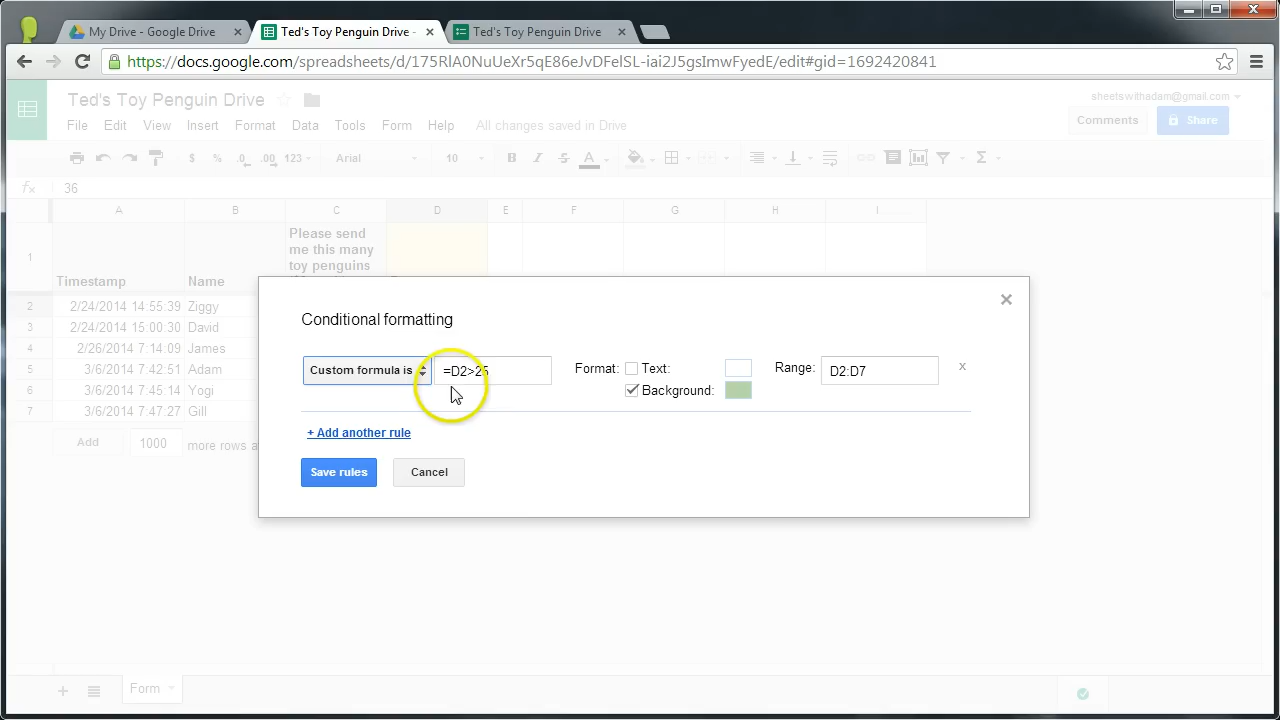 My Drive - Google Drive
Ted's Toy Penguin Drive -
Ted's Toy Penguin Drive
https://docs.google.com/spreadsheets/d/175RlA0NuUeXr5qE86eJvDFelSL-iai2J5gsImwFyedE/edit#gid=1692420841
Ted's Toy Penguin Drive
sheetswithadam@gmail.com
File Edit View Insert Format Data Tools Form Help All changes saved in Drive
Comments Share
$ % .0 .00 123 Arial 10 B I S A Σ
fx 36
A B C D E F G H I
1 Timestamp Name Please send
me this many
toy penguins
2 2/24/2014 14:55:39 Ziggy
3 2/24/2014 15:00:30 David
4 2/26/2014 7:14:09 James
5 3/6/2014 7:42:51 Adam
6 3/6/2014 7:45:14 Yogi
7 3/6/2014 7:47:27 Gill
Add 1000 more rows a
Conditional formatting
Custom formula is =D2>25 Format: Text: Range: D2:D7 x
Background:
+ Add another rule
Save rules Cancel
Form